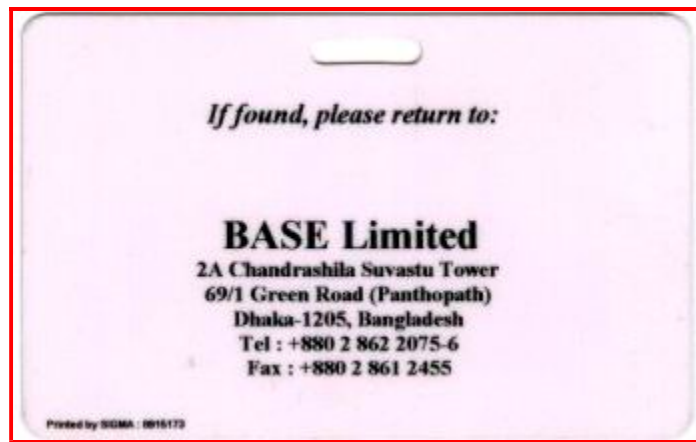 If found, please return to:
BASE Limited
2A Chandrashila Suvastu Tower
69/1 Green Road (Panthopath)
Dhaka-1205, Bangladesh
Tel : +880 2 862 2075-6
Fax : +880 2 861 2455
Printed by SIGMA :